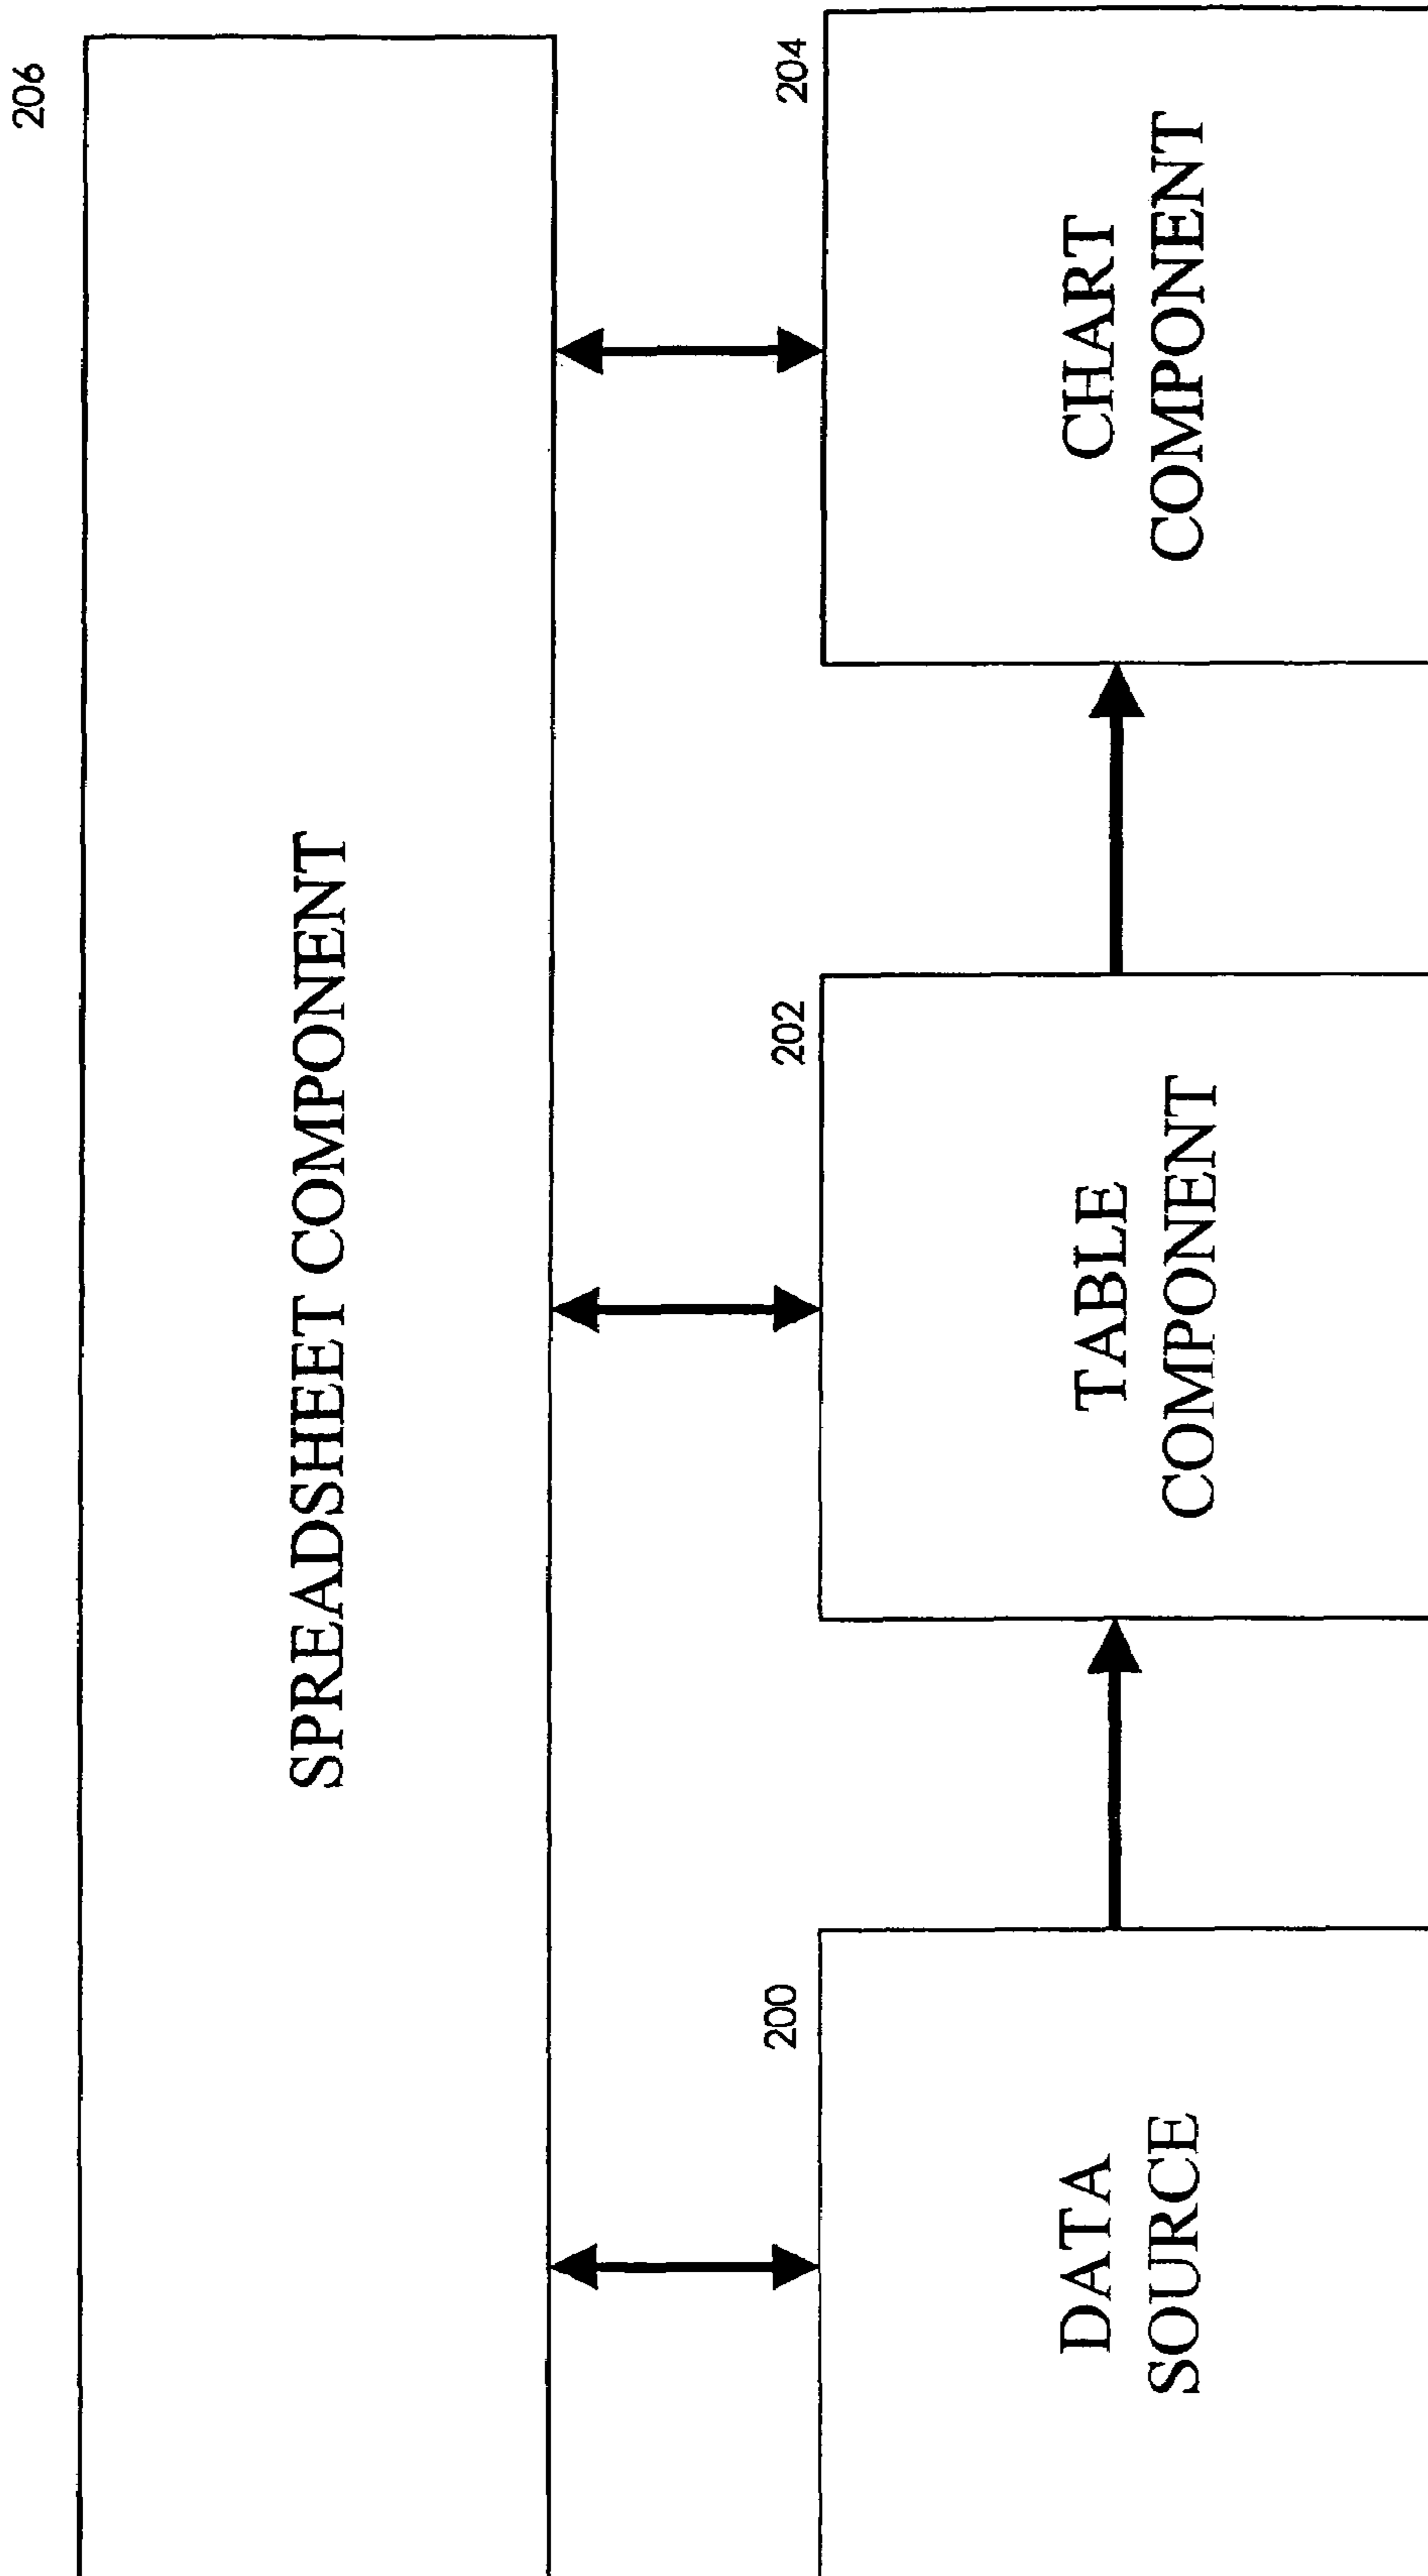 206
SPREADSHEET COMPONENT
200
DATA
SOURCE
202
TABLE
COMPONENT
204
CHART
COMPONENT